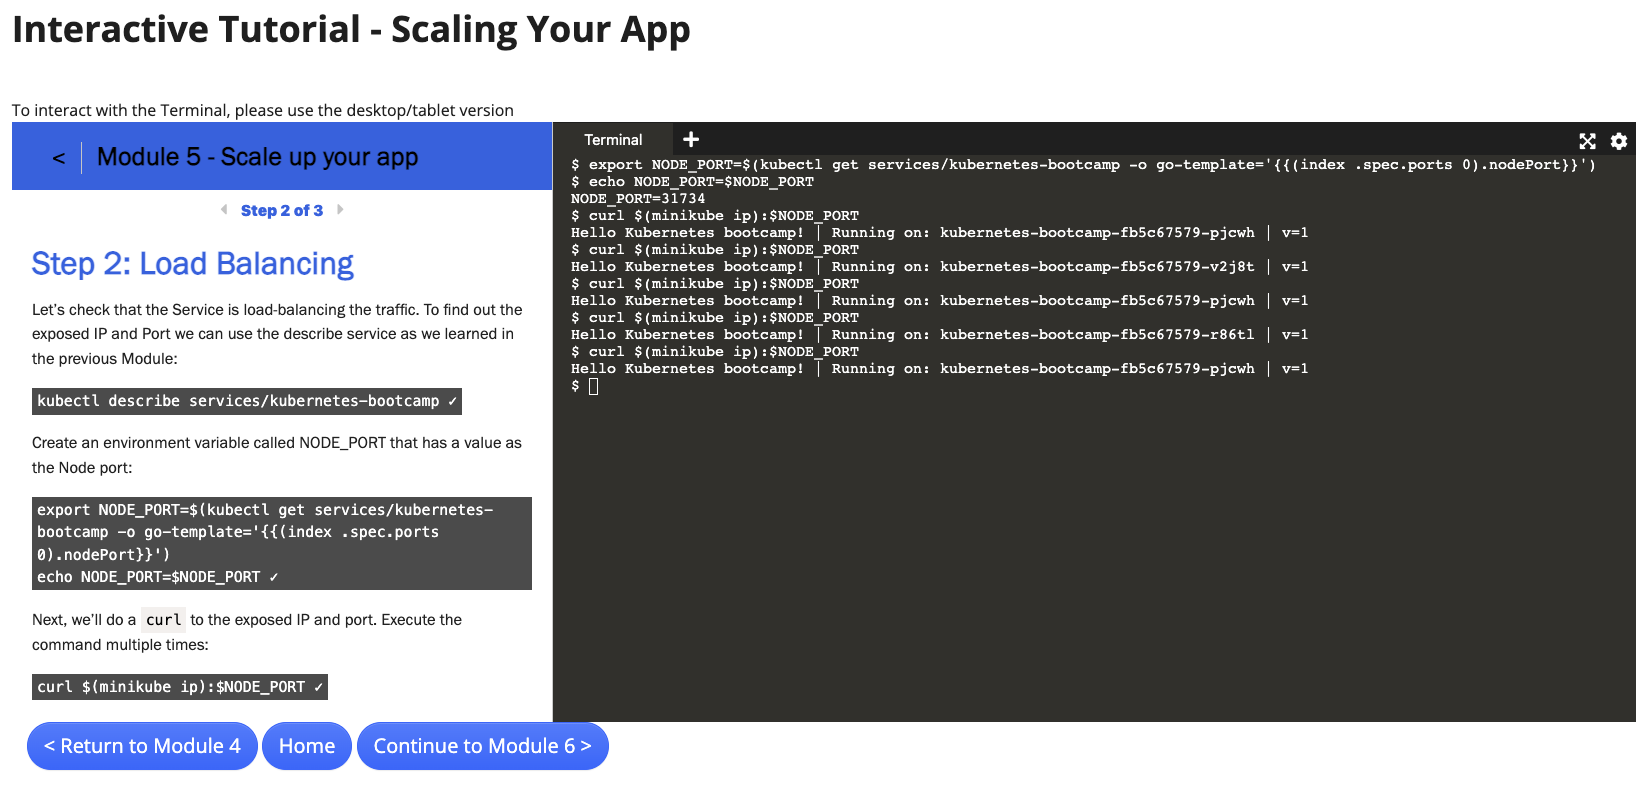 Interactive Tutorial - Scaling Your App
To interact with the Terminal, please use the desktop/tablet version
< Module 5 - Scale up your app
Step 2 of 3
Step 2: Load Balancing
Let's check that the Service is load-balancing the traffic. To find out the
exposed IP and Port we can use the describe service as we learned in
the previous Module:
kubectl describe services/kubernetes-bootcamp ✓
Create an environment variable called NODE_PORT that has a value as
the Node port:
export NODE_PORT=$(kubectl get services/kubernetes-
bootcamp -o go-template='{{(index .spec.ports
0).nodePort}}')
echo NODE_PORT=$NODE_PORT ✓
Next, we'll do a curl to the exposed IP and port. Execute the
command multiple times:
curl $(minikube ip):$NODE_PORT ✓
Terminal +
$ export NODE_PORT=$(kubectl get services/kubernetes-bootcamp -o go-template='{{(index .spec.ports 0).nodePort}}')
$ echo NODE_PORT=$NODE_PORT
NODE_PORT=31734
$ curl $(minikube ip):$NODE_PORT
Hello Kubernetes bootcamp! | Running on: kubernetes-bootcamp-fb5c67579-pjcwh | v=1
$ curl $(minikube ip):$NODE_PORT
Hello Kubernetes bootcamp! | Running on: kubernetes-bootcamp-fb5c67579-v2j8t | v=1
$ curl $(minikube ip):$NODE_PORT
Hello Kubernetes bootcamp! | Running on: kubernetes-bootcamp-fb5c67579-pjcwh | v=1
$ curl $(minikube ip):$NODE_PORT
Hello Kubernetes bootcamp! | Running on: kubernetes-bootcamp-fb5c67579-r86tl | v=1
$ curl $(minikube ip):$NODE_PORT
Hello Kubernetes bootcamp! | Running on: kubernetes-bootcamp-fb5c67579-pjcwh | v=1
$
< Return to Module 4
Home
Continue to Module 6 >